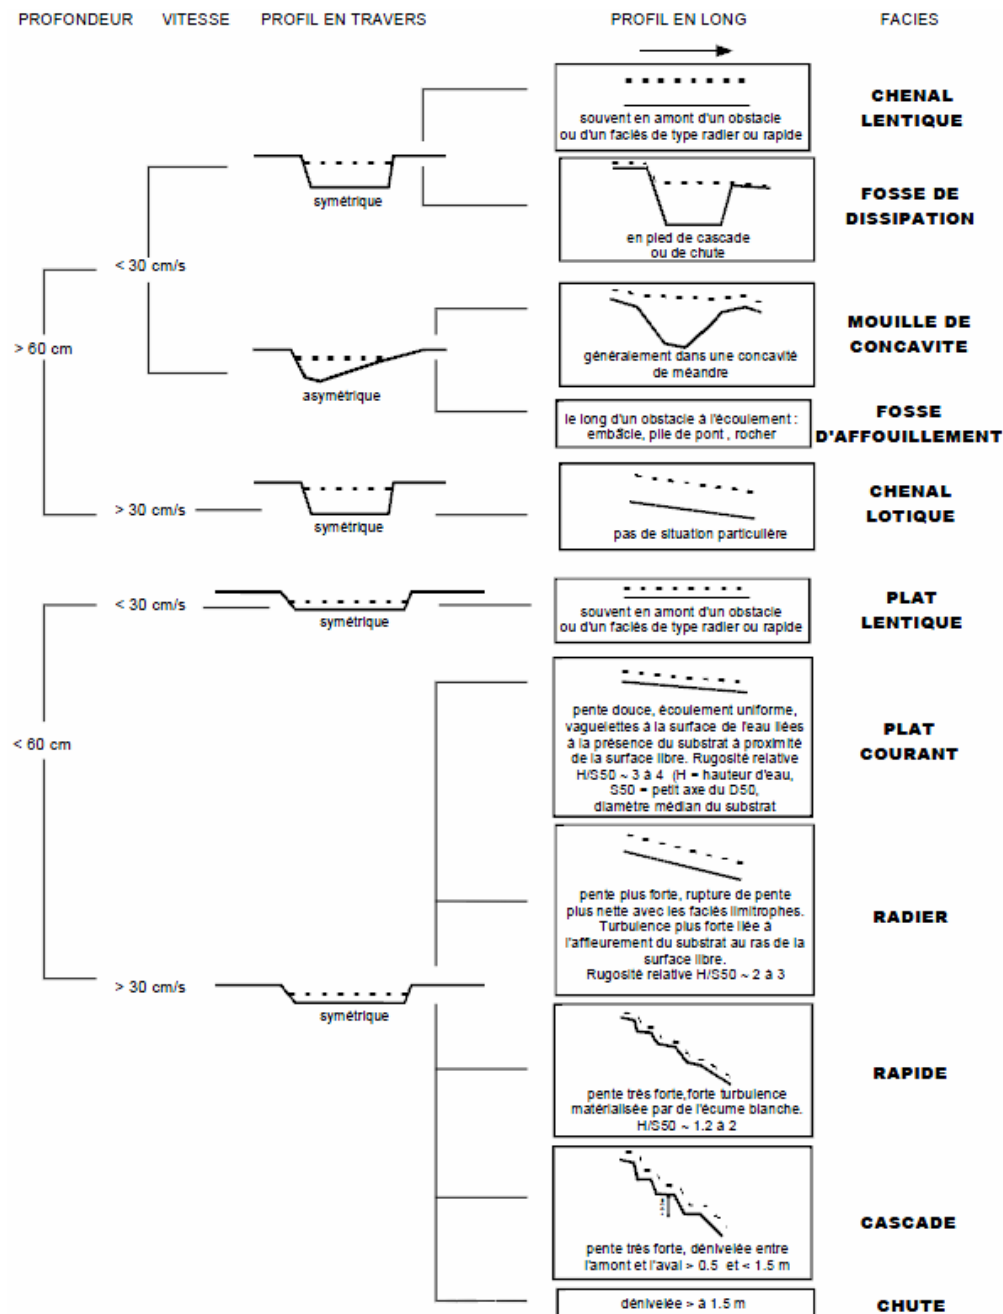 PROFONDEUR VITESSE PROFIL EN TRAVERS PROFIL EN LONG FACIES
souvent en amont d'un obstacle
ou d'un faciés de type radier ou rapide
CHENAL
LENTIQUE
symétrique
en pied de cascade
ou de chute
FOSSE DE
DISSIPATION
< 30 cm/s
> 60 cm
asymétrique
généralement dans une concavité
de méandre
MOUILLE DE
CONCAVITE
le long d'un obstacle à l'écoulement :
embâcle, pile de pont , rocher
FOSSE
D'AFFOUILLEMENT
> 30 cm/s
symétrique
pas de situation particulière
CHENAL
LOTIQUE
< 30 cm/s
symétrique
souvent en amont d'un obstacle
ou d'un faciés de type radier ou rapide
PLAT
LENTIQUE
< 60 cm
pente douce, écoulement uniforme,
vaguelettes à la surface de l'eau liées
à la présence du substrat à proximité
de la surface libre. Rugosité relative
H/S50 ~ 3 à 4 (H = hauteur d'eau,
S50 = petit axe du D50,
diamètre médian du substrat
PLAT
COURANT
pente plus forte, rupture de pente
plus nette avec les faciés limitrophes.
Turbulence plus forte liée à
l'affleurement du substrat au ras de la
surface libre.
Rugosité relative H/S50 ~ 2 à 3
RADIER
> 30 cm/s
symétrique
pente très forte,forte turbulence
matérialisée par de l'écume blanche.
H/S50 ~ 1.2 à 2
RAPIDE
pente très forte, dénivelée entre
l'amont et l'aval > 0.5 et < 1.5 m
CASCADE
dénivelée > à 1.5 m
CHUTE